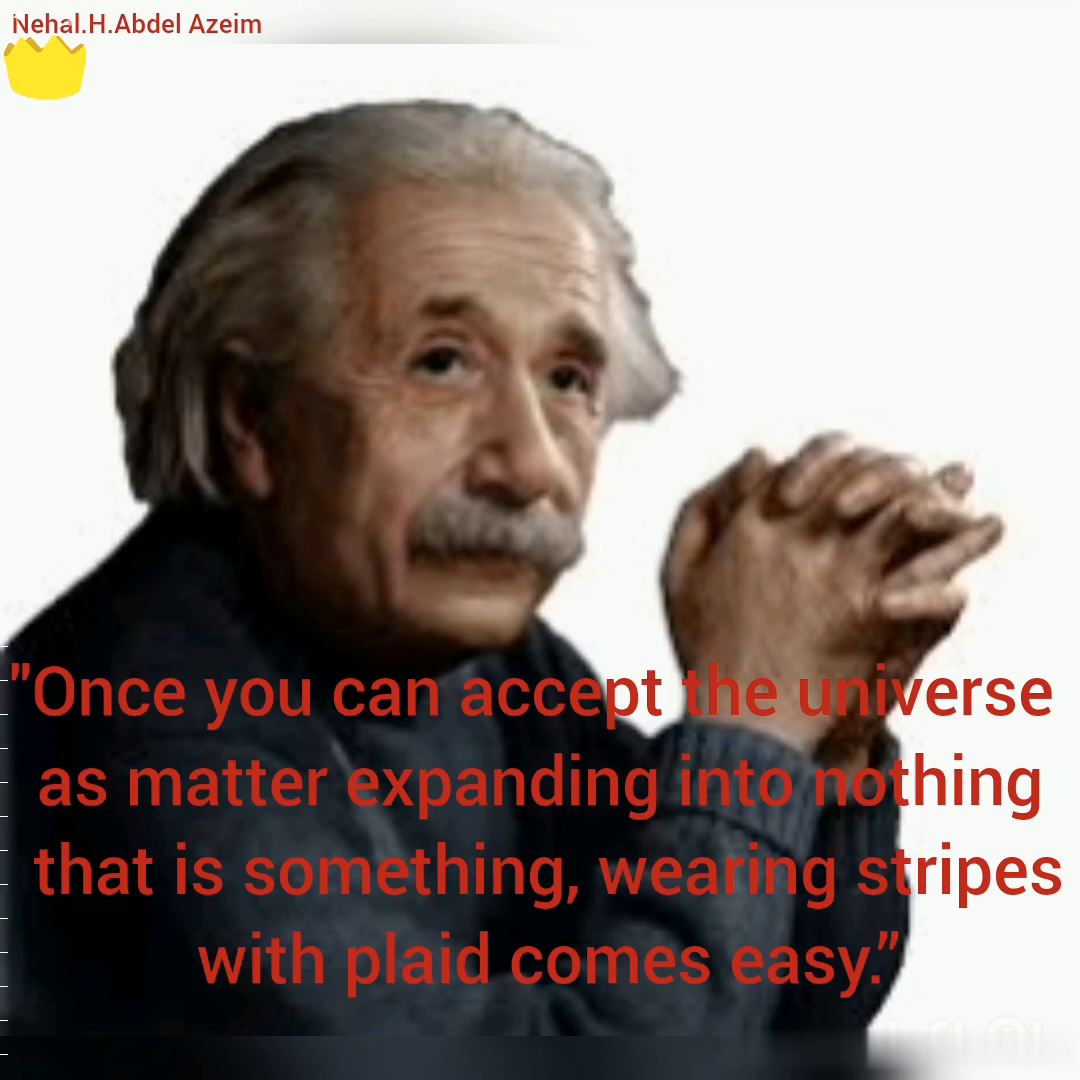 Nehal.H.Abdel Azeim
"Once you can accept the universe
as matter expanding into nothing
that is something, wearing stripes
with plaid comes easy.”